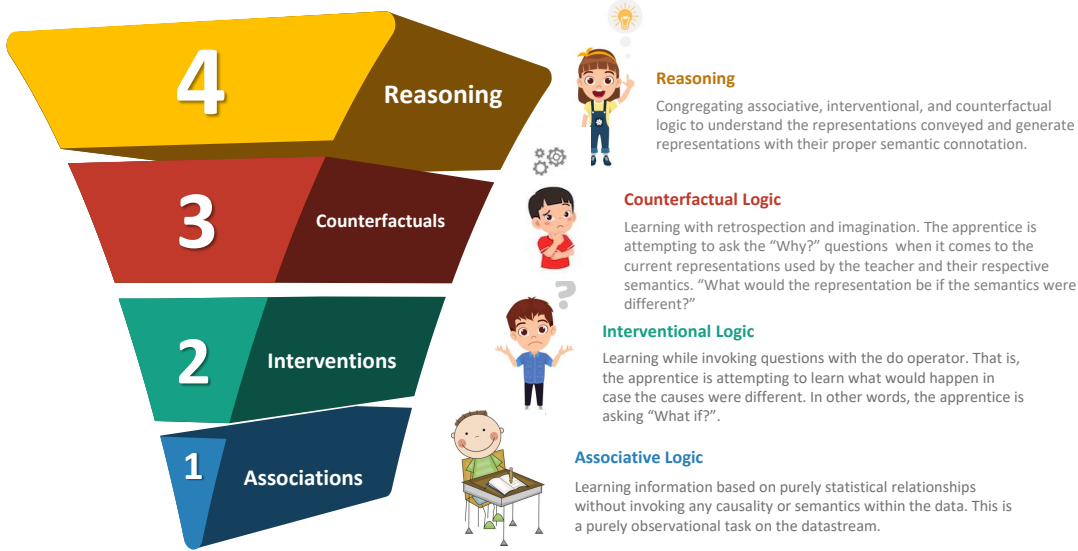 4
Reasoning
Reasoning
Congregating associative, interventional, and counterfactual
logic to understand the representations conveyed and generate
representations with their proper semantic connotation.
3
Counterfactuals
Counterfactual Logic
Learning with retrospection and imagination. The apprentice is
attempting to ask the “Why?” questions when it comes to the
current representations used by the teacher and their respective
semantics. “What would the representation be if the semantics were
different?”
?
2
Interventions
Interventional Logic
Learning while invoking questions with the do operator. That is,
the apprentice is attempting to learn what would happen in
case the causes were different. In other words, the apprentice is
asking “What if?”.
1
Associations
Associative Logic
Learning information based on purely statistical relationships
without invoking any causality or semantics within the data. This is
a purely observational task on the datastream.